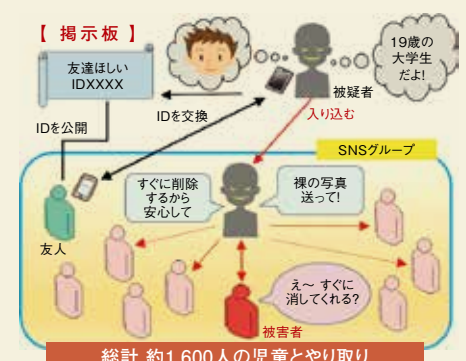 【 掲示板 】
友達ほしい
IDXXXX
19歳の
大学生
だよ!
被疑者
IDを公開
IDを交換
入り込む
SNSグループ
すぐに削除
するから
安心して
裸の写真
送って!
友人
え〜 すぐに
消してくれる?
被害者
総計 約1,600人の児童とやり取り